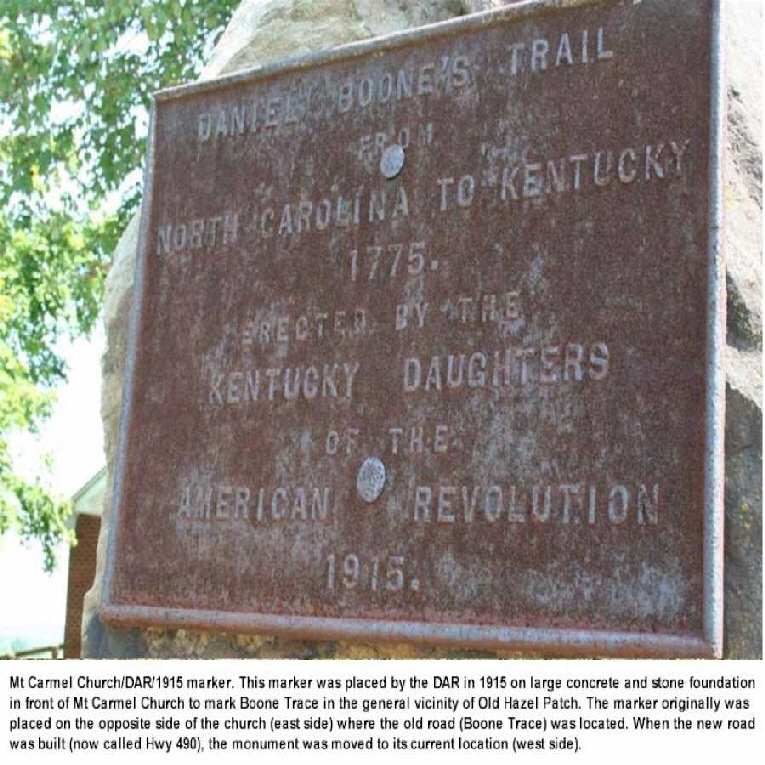 DANIEL BOONE'S TRAIL
FROM
NORTH CAROLINA TO KENTUCKY
1775.
ERECTED BY THE
KENTUCKY DAUGHTERS
OF THE
AMERICAN REVOLUTION
1915.
Mt Carmel Church/DAR/1915 marker. This marker was placed by the DAR in 1915 on large concrete and stone foundation
in front of Mt Carmel Church to mark Boone Trace in the general vicinity of Old Hazel Patch. The marker originally was
placed on the opposite side of the church (east side) where the old road (Boone Trace) was located. When the new road
was built (now called Hwy 490), the monument was moved to its current location (west side).